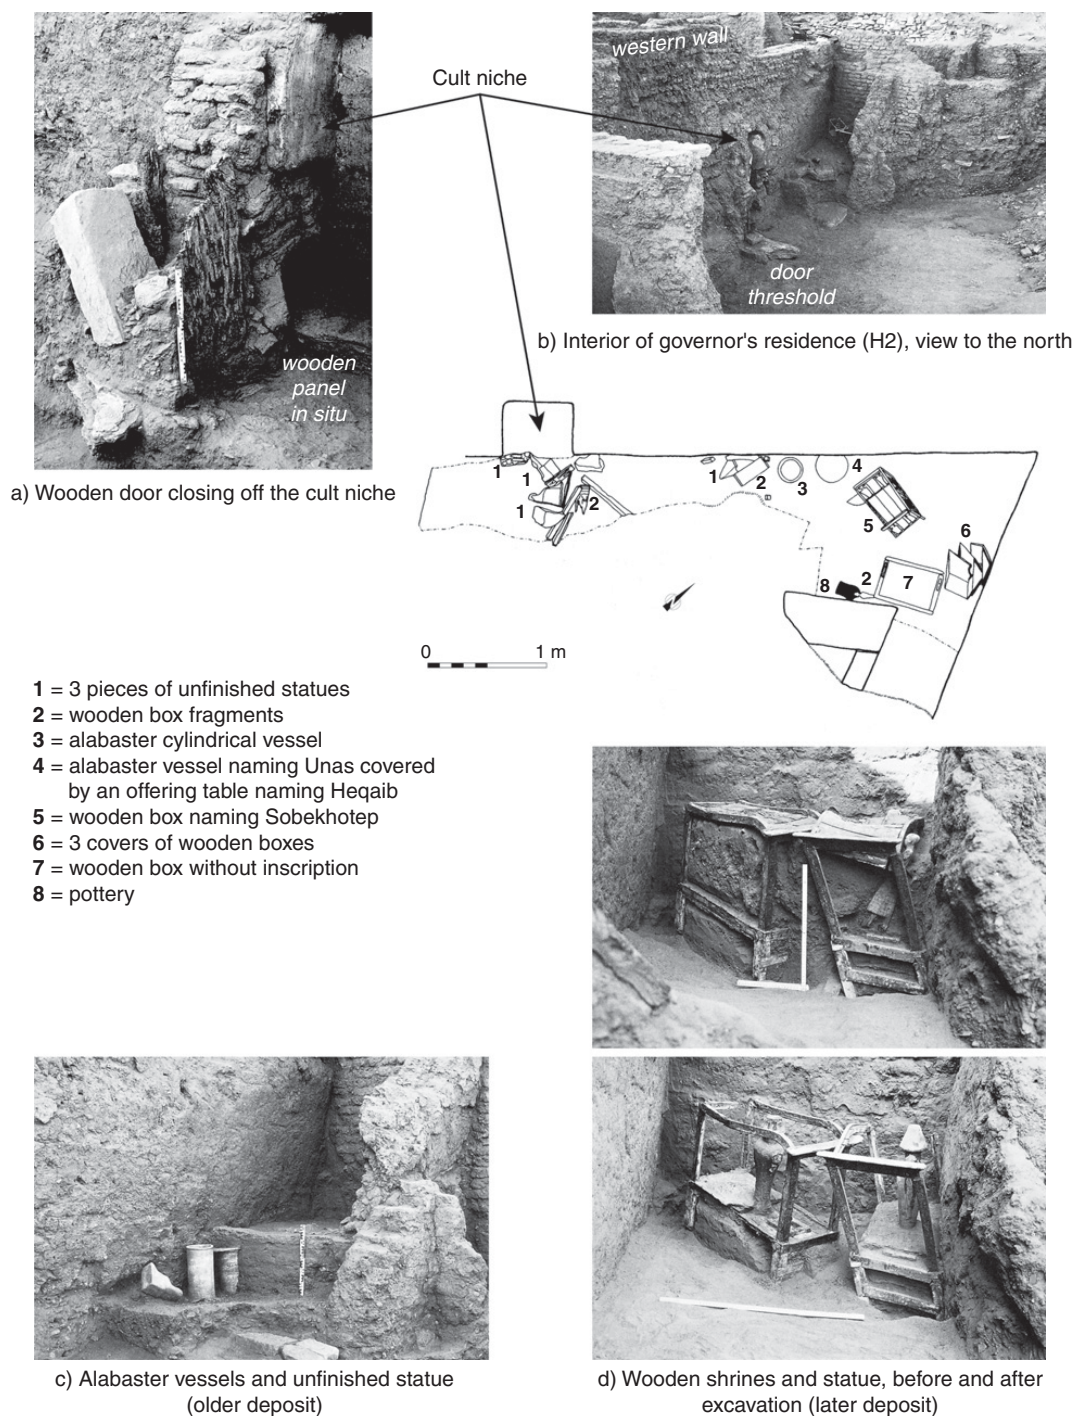 Cult niche
western wall
door
threshold
wooden
panel
in situ
b) Interior of governor's residence (H2), view to the north
a) Wooden door closing off the cult niche
1
1
1
2
1
2
3
4
5
6
8
2
7
0 1 m
1 = 3 pieces of unfinished statues
2 = wooden box fragments
3 = alabaster cylindrical vessel
4 = alabaster vessel naming Unas covered
by an offering table naming Heqaib
5 = wooden box naming Sobekhotep
6 = 3 covers of wooden boxes
7 = wooden box without inscription
8 = pottery
c) Alabaster vessels and unfinished statue
(older deposit)
d) Wooden shrines and statue, before and after
excavation (later deposit)